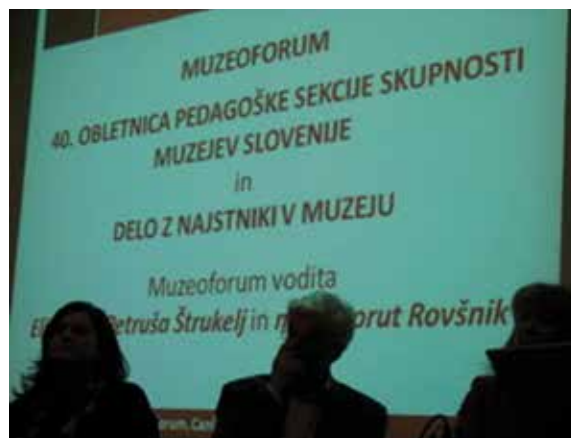 MUZEOFORUM
40. OBLETNICA PEDAGOŠKE SEKCIJE SKUPNOSTI
MUZEJEV SLOVENIJE
in
DELO Z NAJSTNIKI V MUZEJU
Muzeoforum vodita
Petruša Štrukelj in Rovšnik